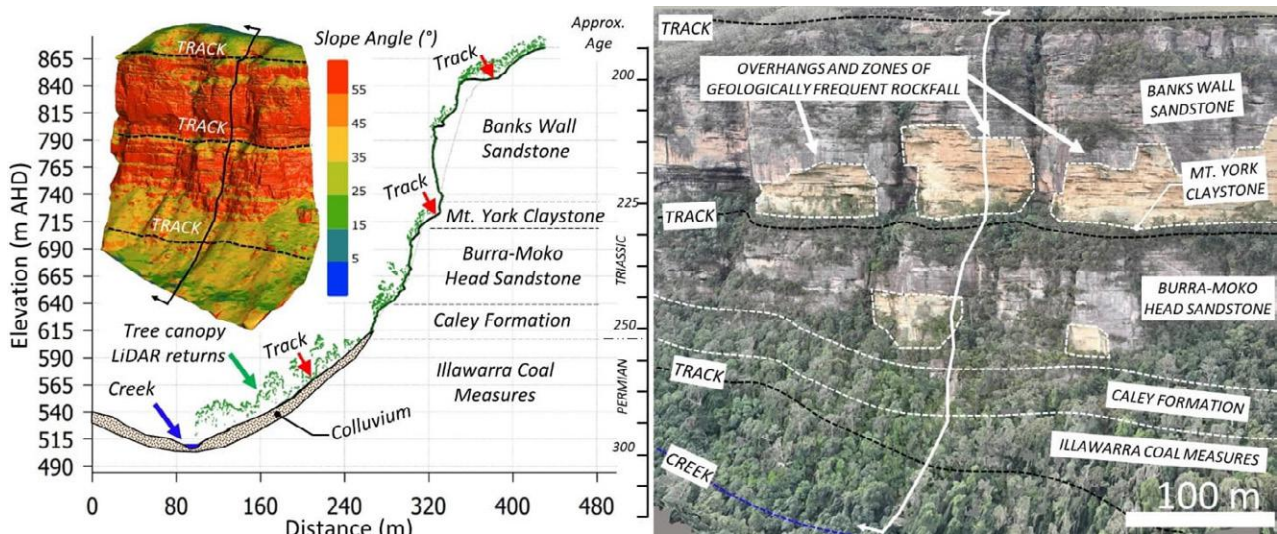 Elevation (m AHD)
865
840
815
790
765
740
715
690
665
640
615
590
565
540
515
490
0
80
160
240
320
400
480
Distance (m)
TRACK
TRACK
TRACK
Slope Angle (°)
55
45
35
25
15
5
Track
Banks Wall
Sandstone
Track
Mt. York Claystone
Burra-Moko
Head Sandstone
Caley Formation
Tree canopy
LiDAR returns
Track
Illawarra Coal
Measures
Creek
Colluvium
Approx.
Age
200
225
TRIASSIC
250
PERMIAN
300
TRACK
OVERHANGS AND ZONES OF
GEOLOGICALLY FREQUENT ROCKFALL
BANKS WALL
SANDSTONE
MT. YORK
CLAYSTONE
TRACK
BURRA-MOKO
HEAD SANDSTONE
TRACK
CALEY FORMATION
ILLAWARRA COAL MEASURES
CREEK
100 m